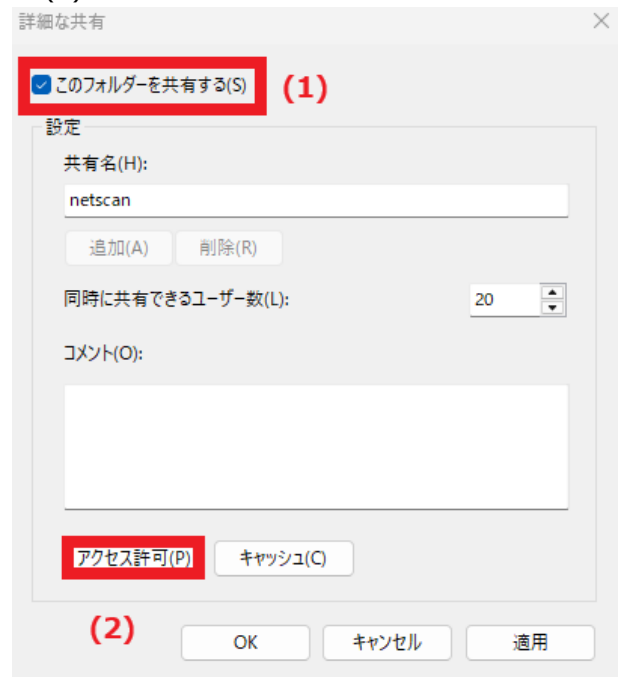 詳細な共有
このフォルダーを共有する(S) (1)
設定
共有名(H):
netscan
追加(A) 削除(R)
同時に共有できるユーザー数(L): 20
コメント(O):
アクセス許可(P) キャッシュ(C)
(2)
OK キャンセル 適用